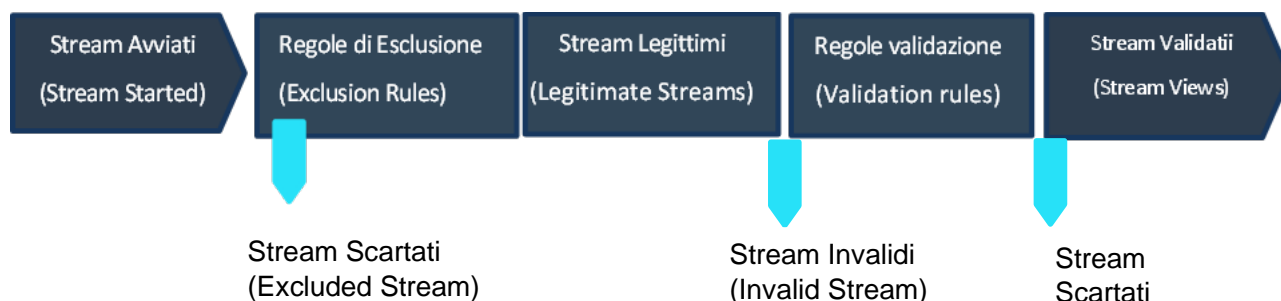 Stream Avviati
(Stream Started)
Regole di Esclusione
(Exclusion Rules)
Stream Legittimi
(Legitimate Streams)
Regole validazione
(Validation rules)
Stream Validatii
(Stream Views)
Stream Scartati
(Excluded Stream)
Stream Invalidi
(Invalid Stream)
Stream
Scartati